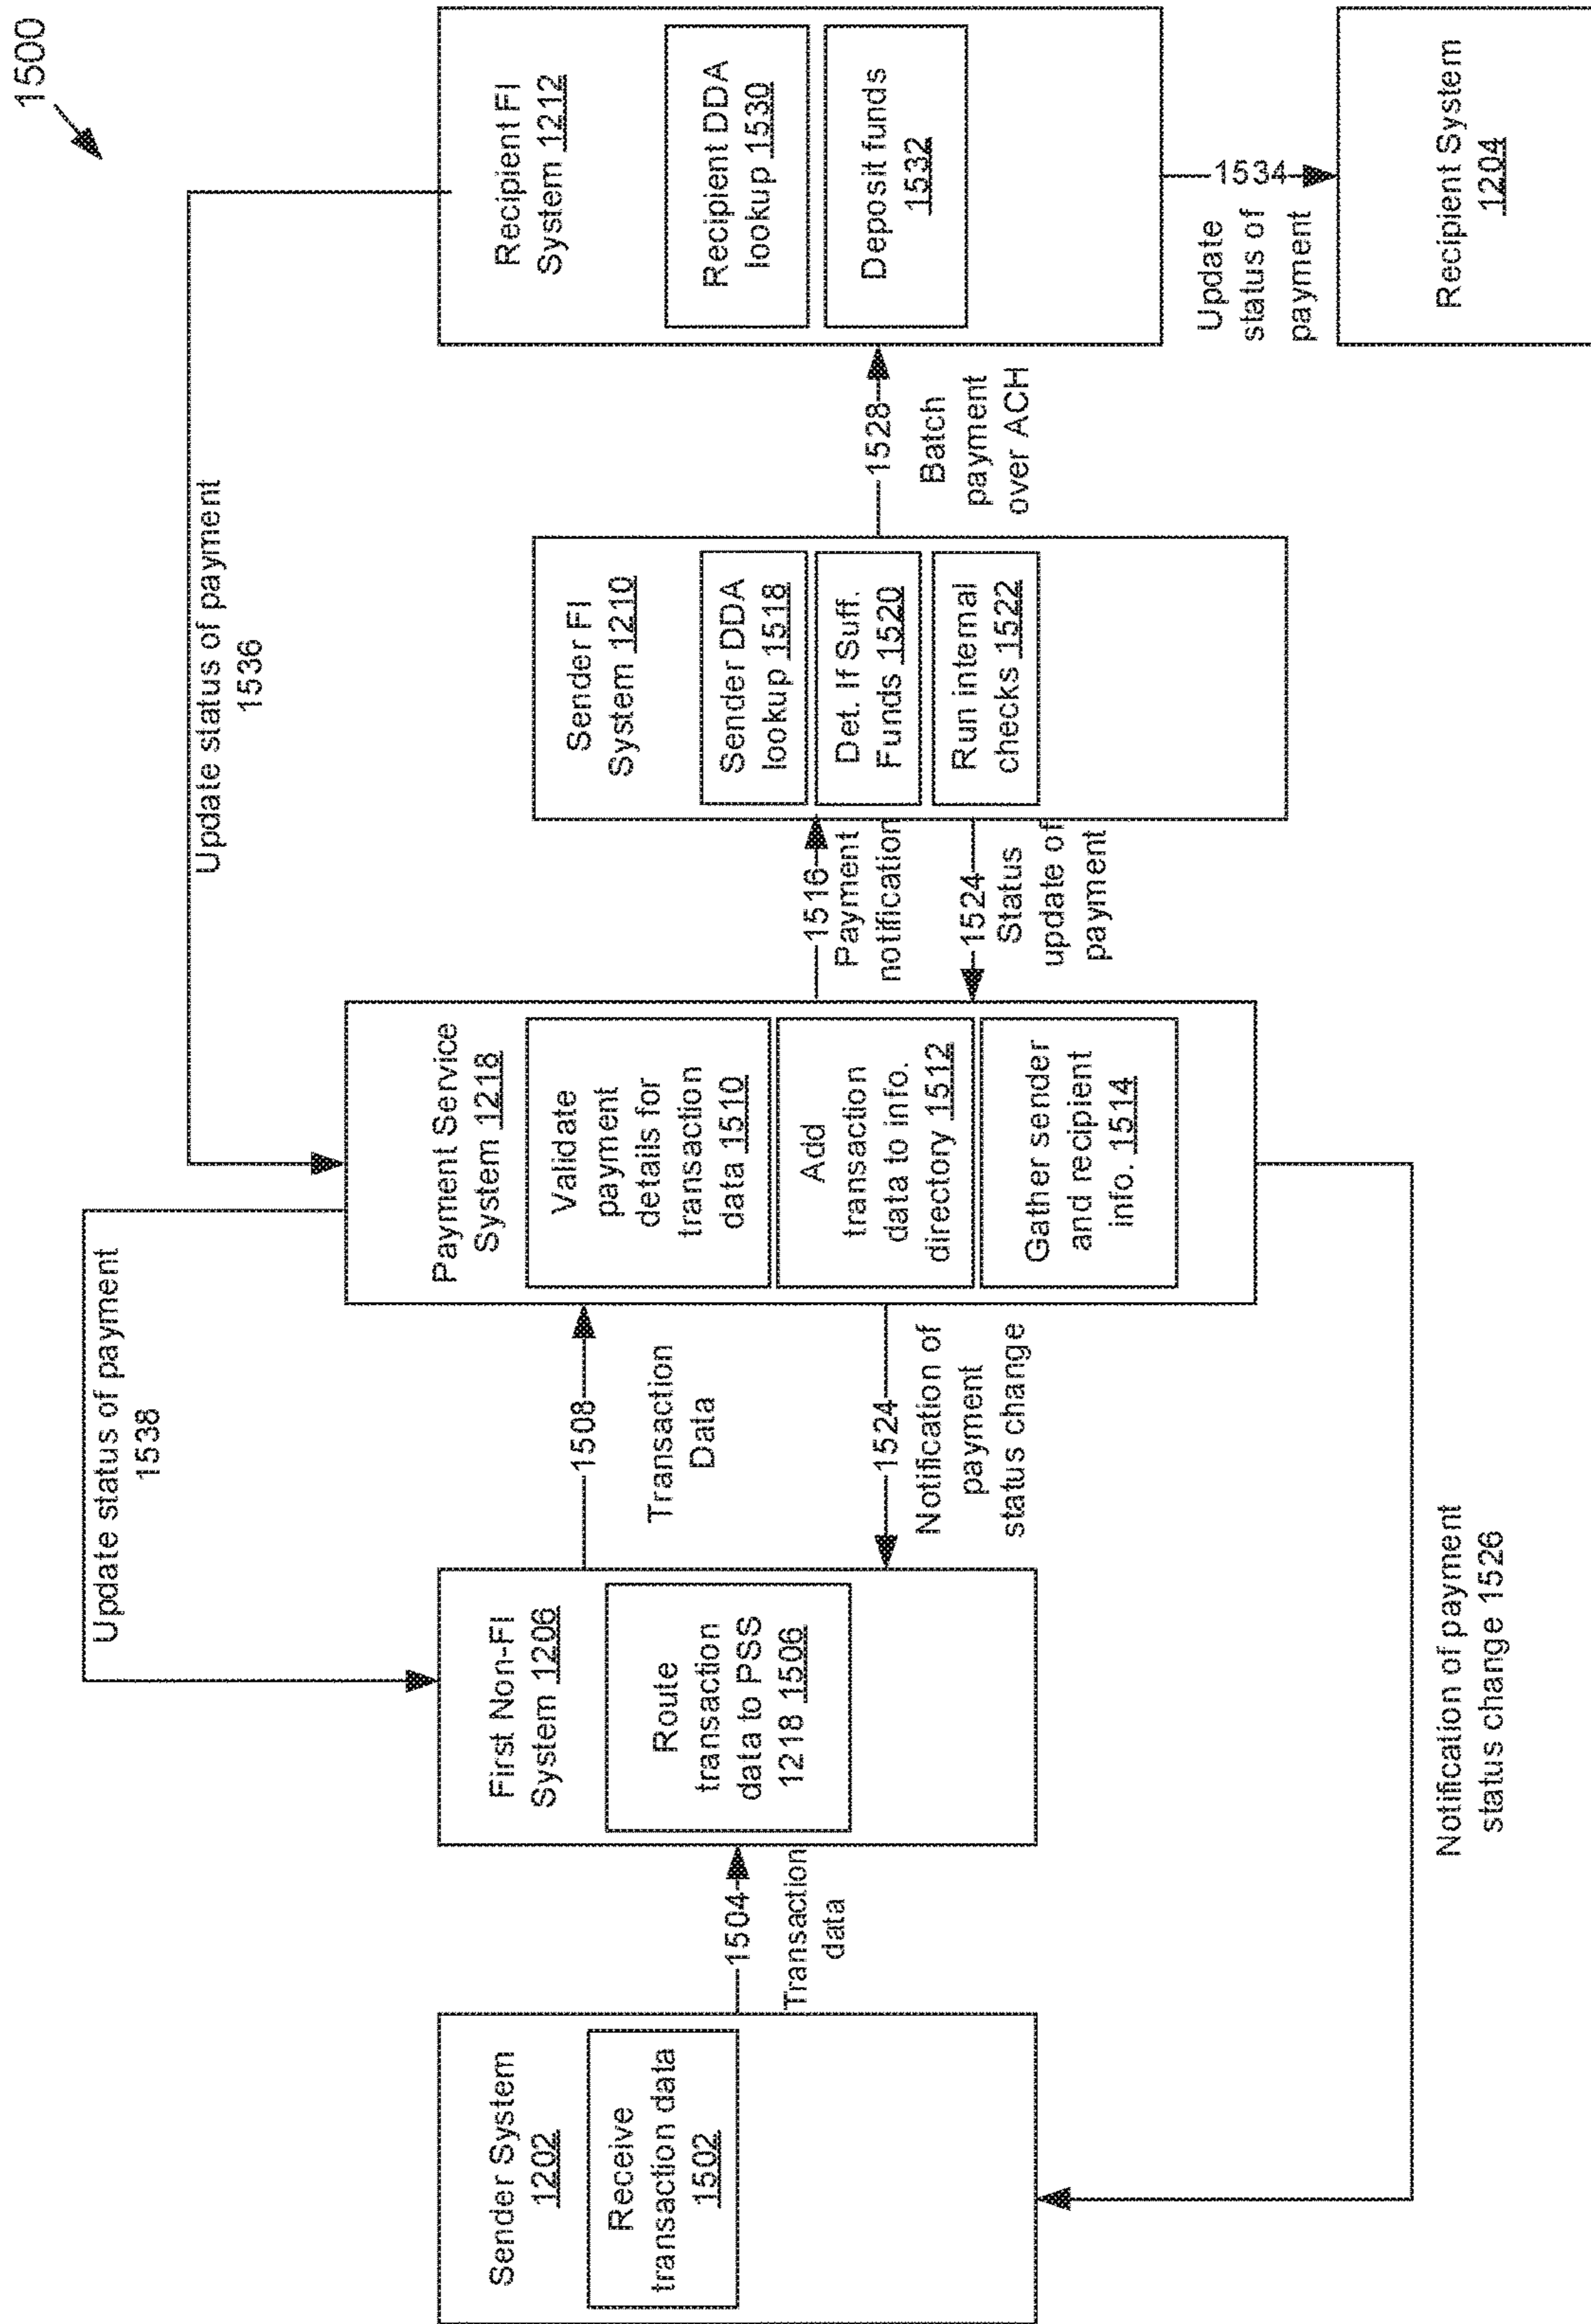 1500
Update status of payment
1538
Update status of payment
1536
Sender System
1202
Receive
transaction data
1502
1504
Transaction
data
First Non-FI
System 1206
Route
transaction
data to PSS
1218 1506
1508
Transaction
Data
1524
Notification of
payment
status change
Payment Service
System 1218
Validate
payment
details for
transaction
data 1510
Add
transaction
data to info.
directory 1512
Gather sender
and recipient
info. 1514
1516
Payment
notification
1524
Status
update of
payment
Sender FI
System 1210
Sender DDA
lookup 1518
Det. If Suff.
Funds 1520
Run internal
checks 1522
1528
Batch
payment
over ACH
Recipient FI
System 1212
Recipient DDA
lookup 1530
Deposit funds
1532
1534
Update
status of
payment
Recipient System
1204
Notification of payment
status change 1526